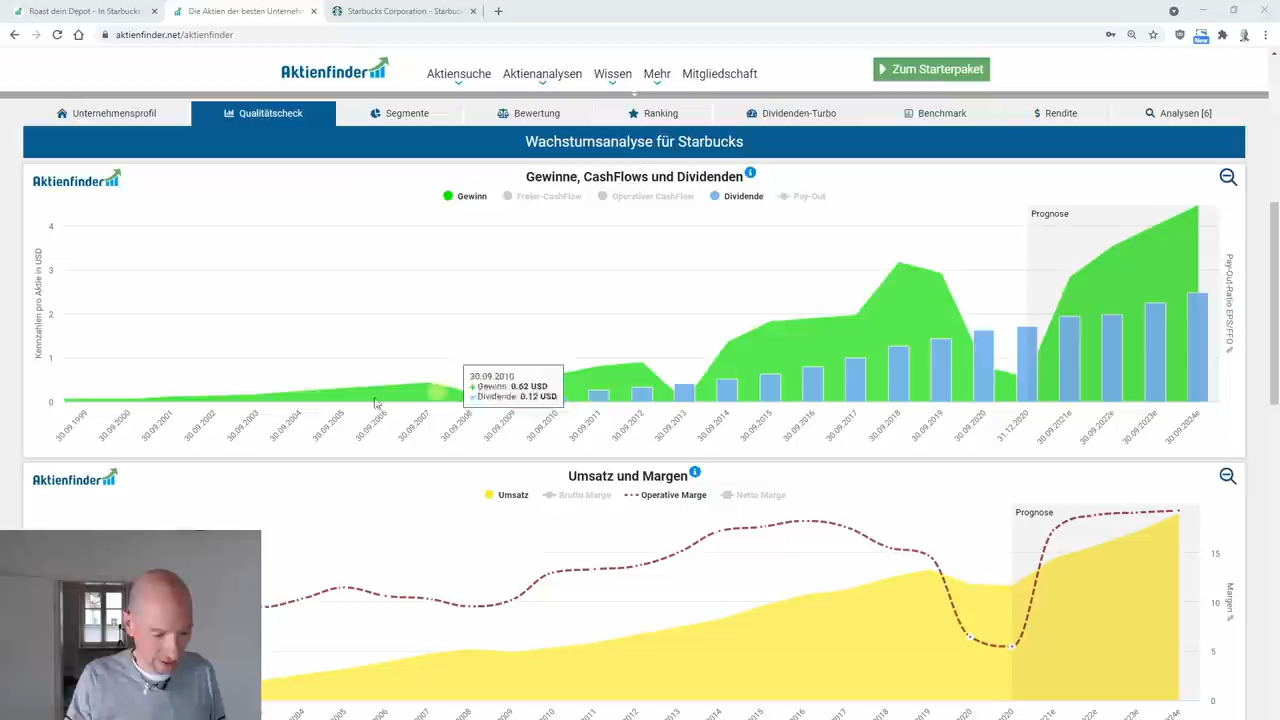 Roast dein Depot - In Starbucks
Die Aktien der besten Unternehm
Starbucks Corporation - Starbuck
aktienfinder.net/aktienfinder
New
Aktienfinder
Aktiensuche
Aktienanalysen
Wissen
Mehr
Mitgliedschaft
Zum Starterpaket
Unternehmensprofil
Qualitätscheck
Segmente
Bewertung
Ranking
Dividenden-Turbo
Benchmark
Rendite
Analysen [6]
Wachstumsanalyse für Starbucks
Aktienfinder
Gewinne, CashFlows und Dividenden
Gewinn
Freier-CashFlow
Operativer CashFlow
Dividende
Pay-Out
Prognose
Kennzahlen pro Aktie in USD
4
3
2
1
0
Pay-Out-Ratio EPS/FFO %
30.09.2010
Gewinn: 0.62 USD
Dividende: 0.12 USD
30.09.1999
30.09.2000
30.09.2001
30.09.2002
30.09.2003
30.09.2004
30.09.2005
30.09.2006
30.09.2007
30.09.2008
30.09.2009
30.09.2010
30.09.2011
30.09.2012
30.09.2013
30.09.2014
30.09.2015
30.09.2016
30.09.2017
30.09.2018
30.09.2019
30.09.2020
31.12.2020
30.09.2021e
30.09.2022e
30.09.2023e
30.09.2024e
Aktienfinder
Umsatz und Margen
Umsatz
Brutto Marge
Operative Marge
Netto Marge
Prognose
15
10
5
0
Margen %